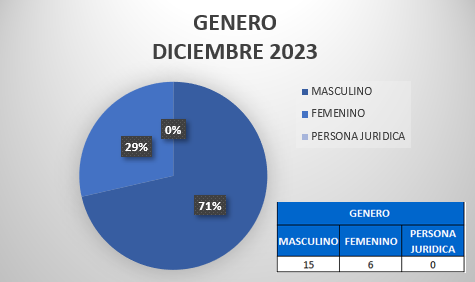 GENERO
DICIEMBRE 2023
MASCULINO
FEMENINO
PERSONA JURIDICA
0%
29%
71%
GENERO
MASCULINO FEMENINO PERSONA JURIDICA
15 6 0